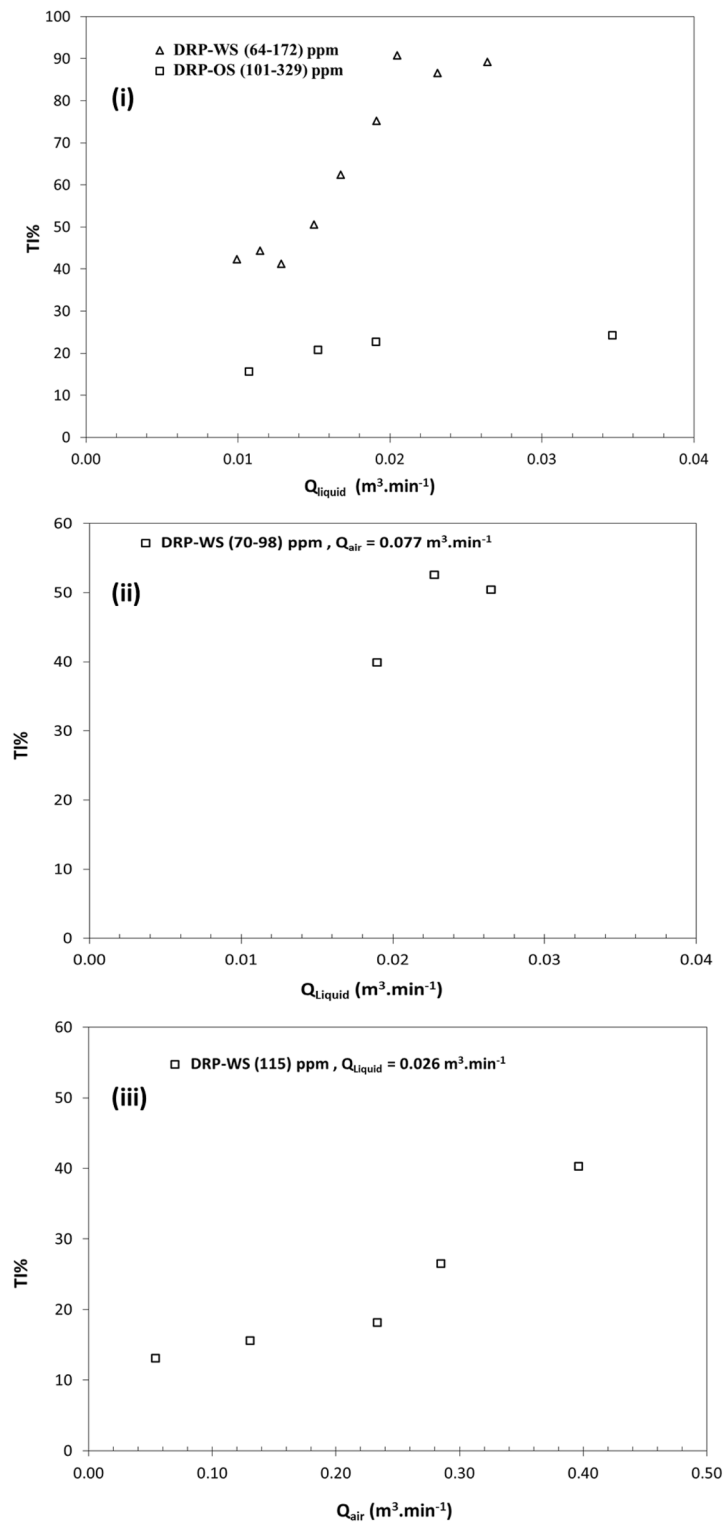 100
90
80
70
60
50
40
30
20
10
0
TI%
△ DRP-WS (64-172) ppm
□ DRP-OS (101-329) ppm
(i)
0.00 0.01 0.02 0.03 0.04
Qliquid (m³.min⁻¹)
60
50
40
30
20
10
0
TI%
□ DRP-WS (70-98) ppm , Qair = 0.077 m³.min⁻¹
(ii)
0.00 0.01 0.02 0.03 0.04
QLiquid (m³.min⁻¹)
60
50
40
30
20
10
0
TI%
□ DRP-WS (115) ppm , QLiquid = 0.026 m³.min⁻¹
(iii)
0.00 0.10 0.20 0.30 0.40 0.50
Qair (m³.min⁻¹)